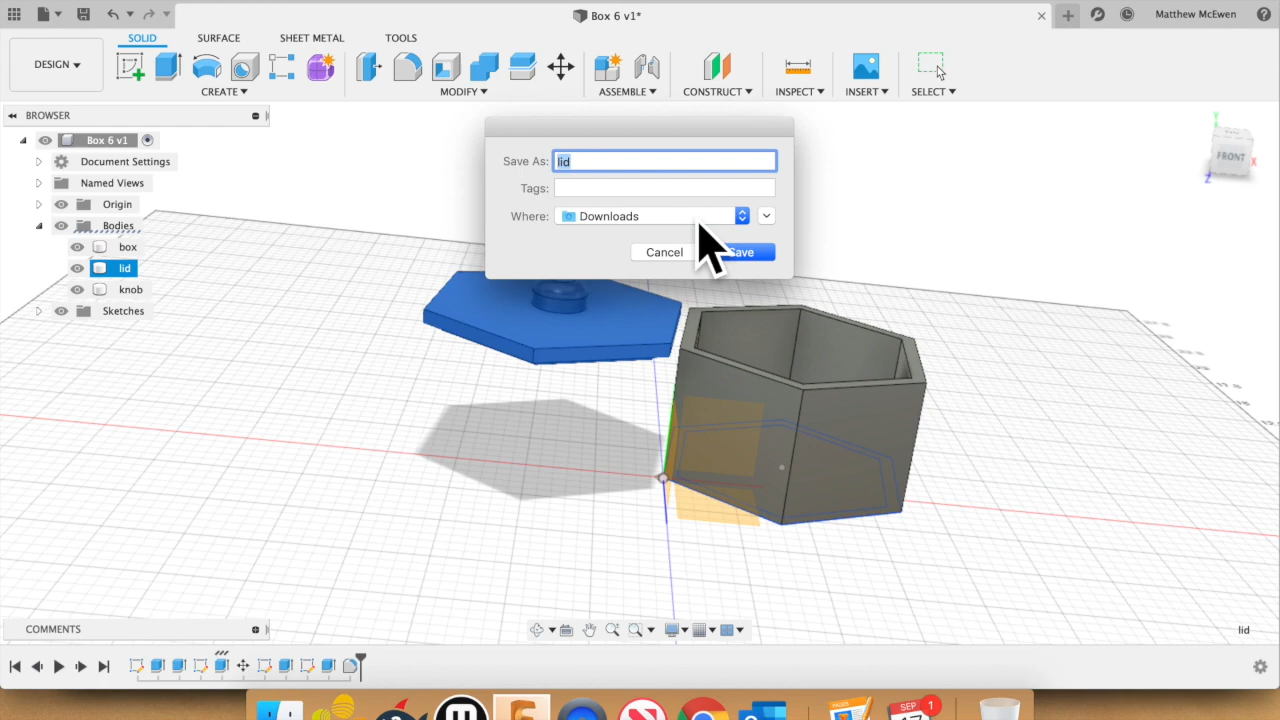 Box 6 v1*
Matthew McEwen
DESIGN
SOLID
SURFACE
SHEET METAL
TOOLS
CREATE
MODIFY
ASSEMBLE
CONSTRUCT
INSPECT
INSERT
SELECT
BROWSER
Box 6 v1
Document Settings
Named Views
Origin
Bodies
box
lid
knob
Sketches
Save As: lid
Tags:
Where: Downloads
Cancel
FRONT
X
Y
Z
COMMENTS
lid
PAGES
SEP
1